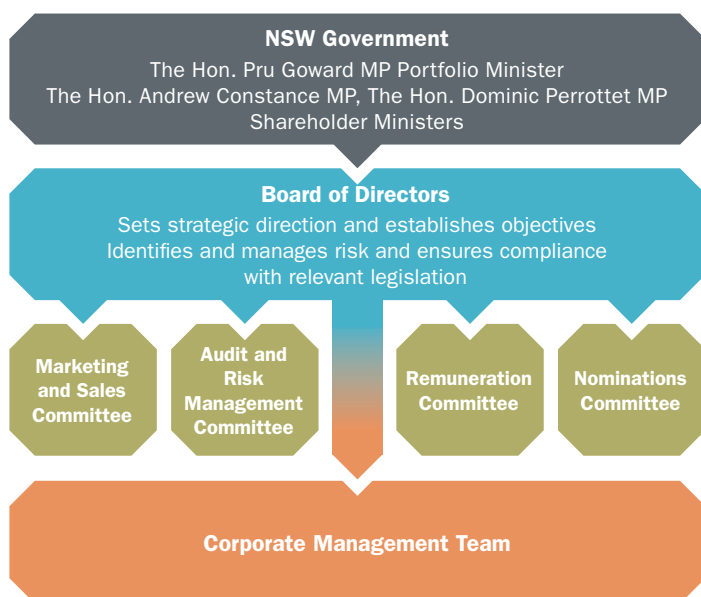 NSW Government
The Hon. Pru Goward MP Portfolio Minister
The Hon. Andrew Constance MP, The Hon. Dominic Perrottet MP
Shareholder Ministers
Board of Directors
Sets strategic direction and establishes objectives
Identifies and manages risk and ensures compliance
with relevant legislation
Marketing
and Sales
Committee
Audit and
Risk
Management
Committee
Remuneration
Committee
Nominations
Committee
Corporate Management Team